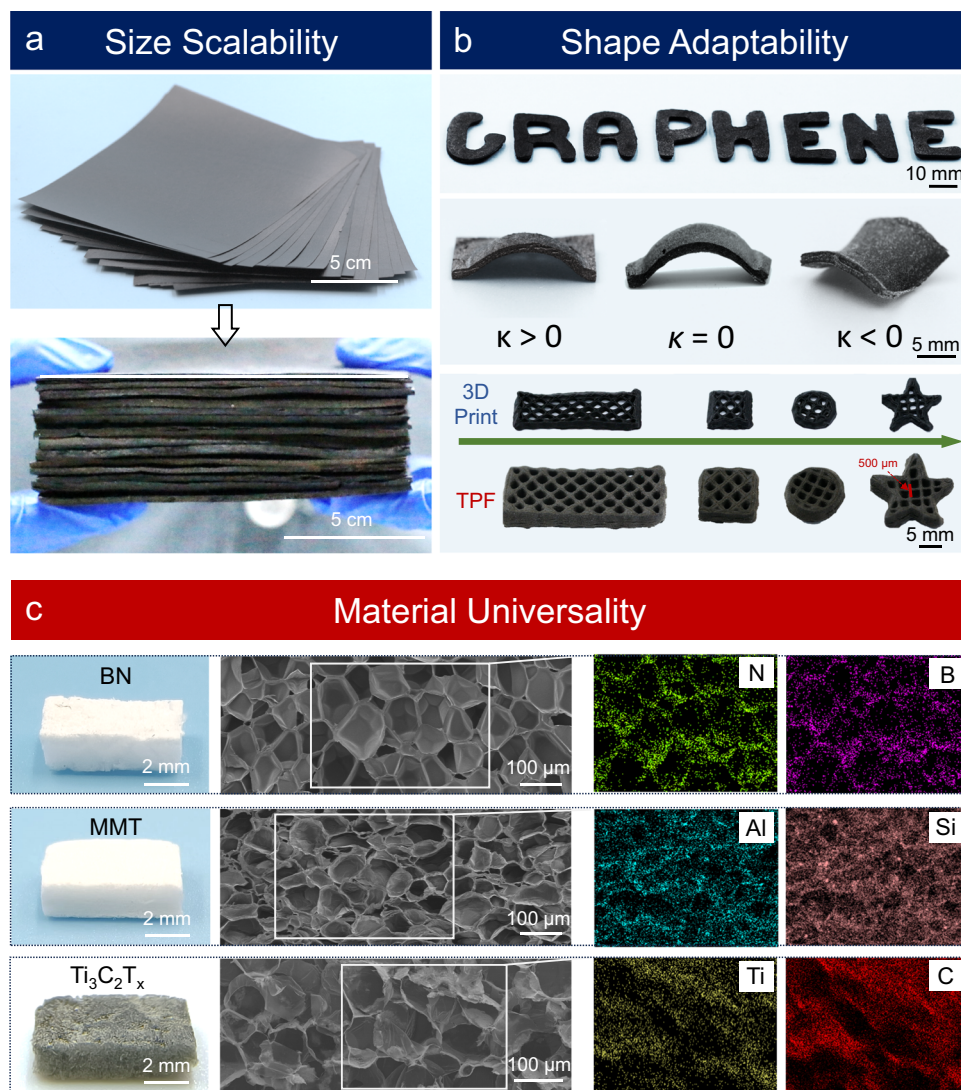 a
Size Scalability
5 cm
5 cm
b
Shape Adaptability
GRAPHENE
10 mm
κ > 0
κ = 0
κ < 0
5 mm
3D
Print
TPF
500 μm
5 mm
c
Material Universality
BN
2 mm
100 μm
N
B
MMT
2 mm
100 μm
Al
Si
Ti₃C₂Tₓ
2 mm
100 μm
Ti
C